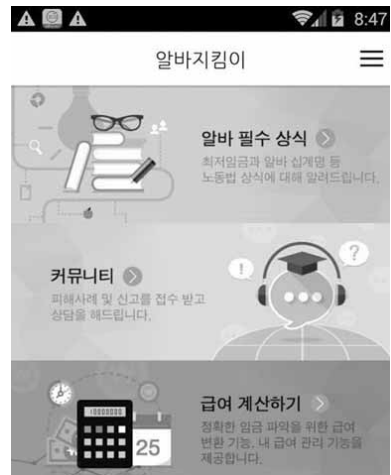 8:47
알바지킴이
알바 필수 상식
최저임금과 알바 십계명 등
노동법 상식에 대해 알려드립니다.
커뮤니티
피해사례 및 신고를 접수 받고
상담을 해드립니다.
! ?
급여 계산하기
정확한 임금 파악을 위한 급여
변환 기능, 내 급여 관리 기능을
제공합니다.
10000000
25